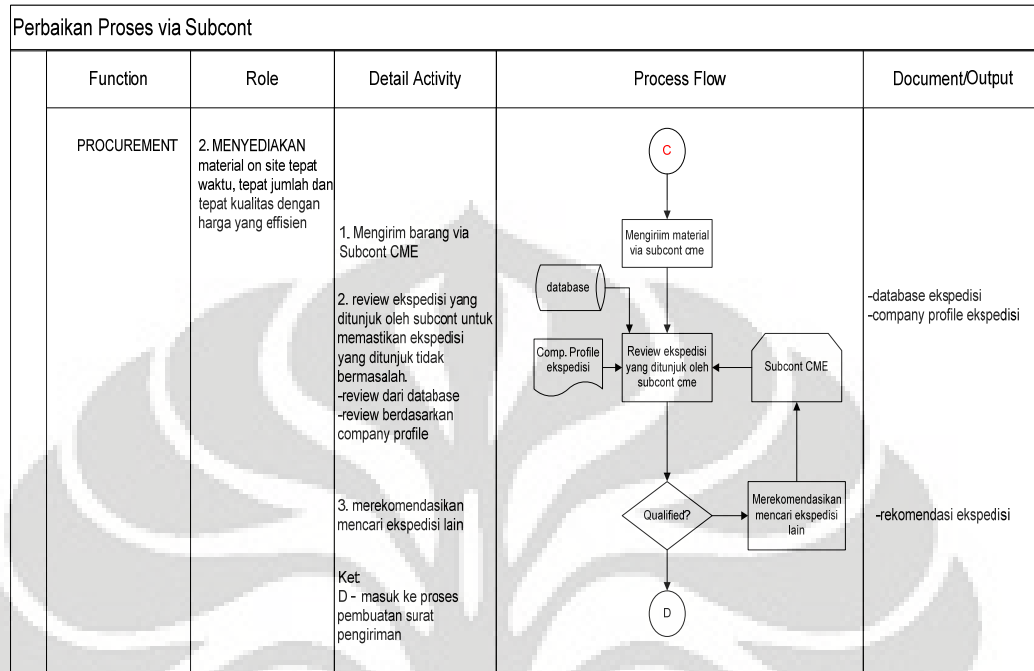 Perbaikan Proses via Subcont
Function
Role
Detail Activity
Process Flow
Document/Output
PROCUREMENT
2. MENYEDIAKAN
material on site tepat
waktu, tepat jumlah dan
tepat kualitas dengan
harga yang effisien
1. Mengirim barang via
Subcont CME
2. review ekspedisi yang
ditunjuk oleh subcont untuk
memastikan ekspedisi
yang ditunjuk tidak
bermasalah.
-review dari database
-review berdasarkan
company profile
3. merekomendasikan
mencari ekspedisi lain
Ket
D - masuk ke proses
pembuatan surat
pengiriman
C
Mengiriim material
via subcont cme
database
Comp. Profile
ekspedisi
Review ekspedisi
yang ditunjuk oleh
subcont cme
Subcont CME
Qualified?
Merekomendasikan
mencari ekspedisi
lain
D
-database ekspedisi
-company profile ekspedisi
-rekomendasi ekspedisi